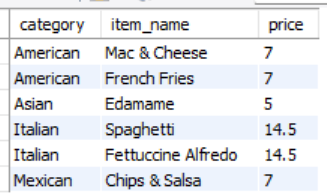 category item_name price
American Mac & Cheese 7
American French Fries 7
Asian Edamame 5
Italian Spaghetti 14.5
Italian Fettuccine Alfredo 14.5
Mexican Chips & Salsa 7